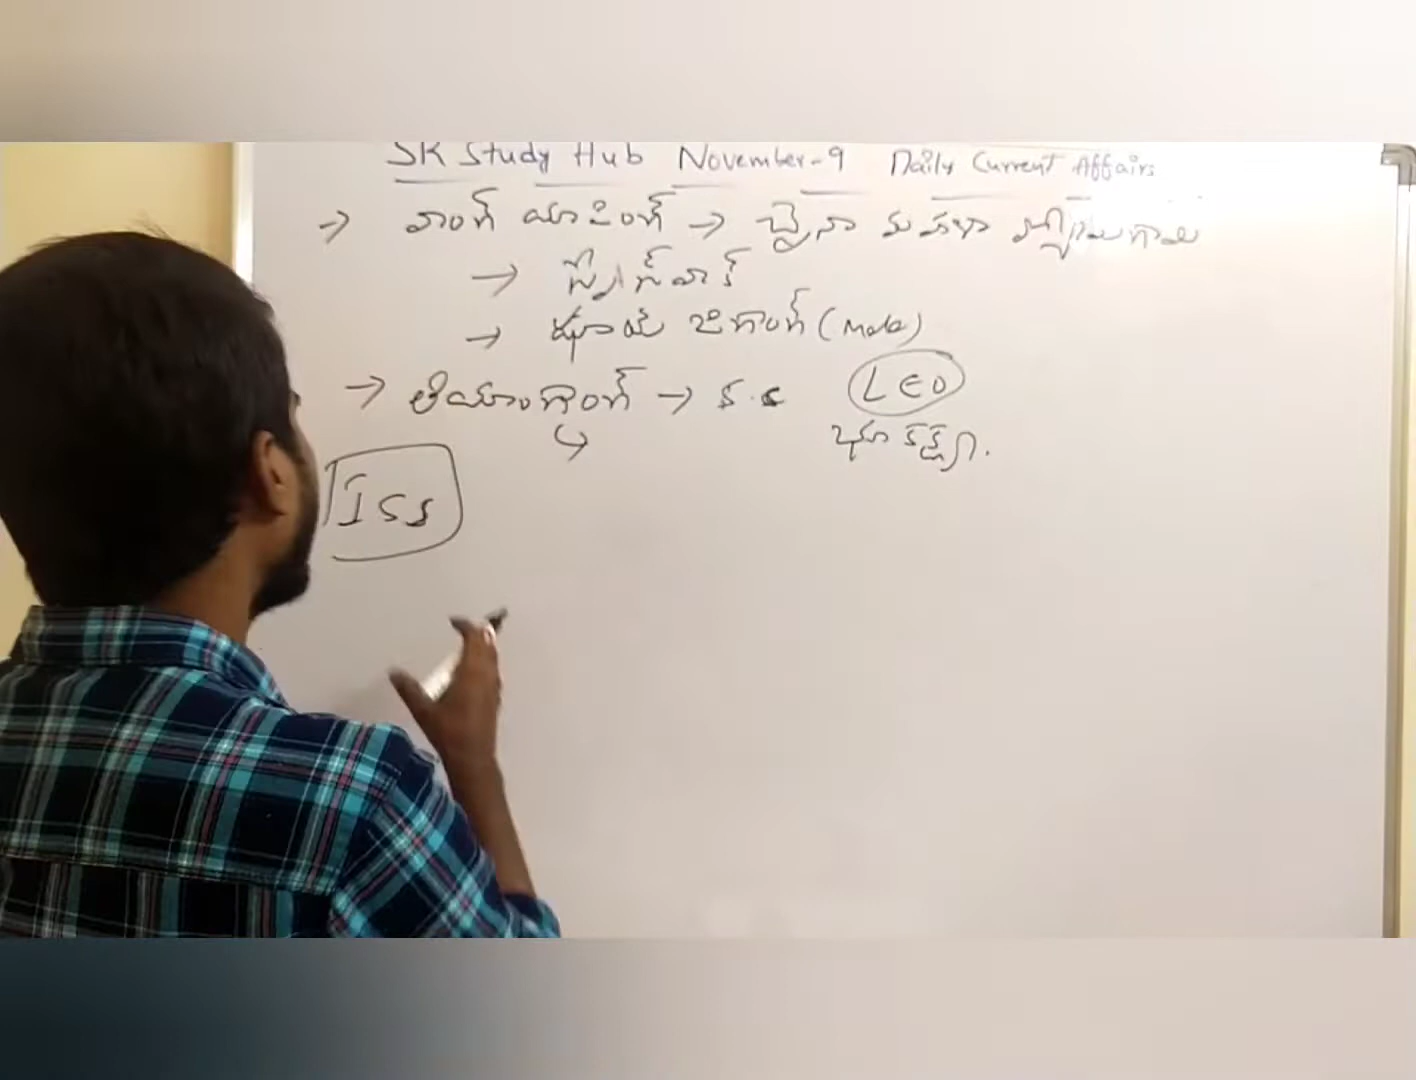 SK Study Hub November-9 Daily Current Affairs
→ వాంగ్ యాపింగ్ → చైనా మహిళా వ్యోమగామి
→ స్పేస్ వాక్
→ ఝాయ్ జిగాంగ్ (Male)
→ తియాంగాంగ్ → LEO
భూ కక్ష్య.
ISS